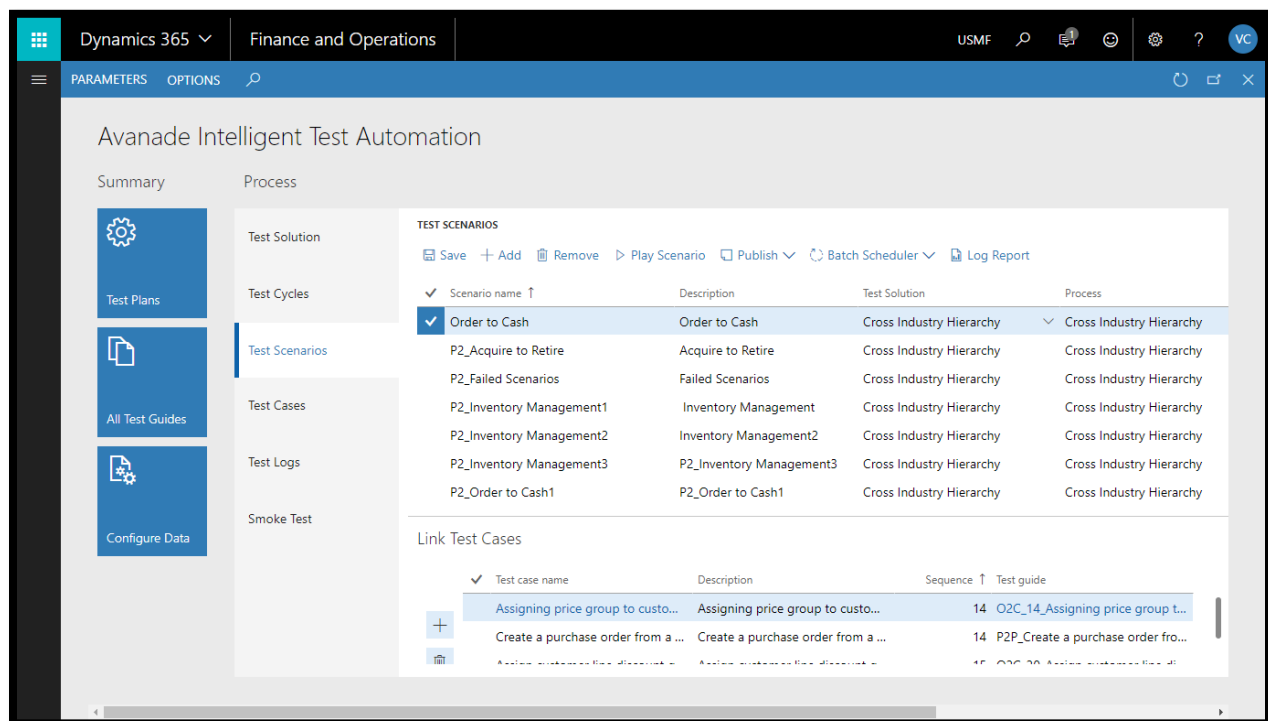 Dynamics 365 Finance and Operations USMF 1 ? VC
PARAMETERS OPTIONS
Avanade Intelligent Test Automation
Summary Process
Test Plans
All Test Guides
Configure Data
Test Solution
Test Cycles
Test Scenarios
Test Cases
Test Logs
Smoke Test
TEST SCENARIOS
Save Add Remove Play Scenario Publish Batch Scheduler Log Report
Scenario name ↑ Description Test Solution Process
Order to Cash Order to Cash Cross Industry Hierarchy Cross Industry Hierarchy
P2_Acquire to Retire Acquire to Retire Cross Industry Hierarchy Cross Industry Hierarchy
P2_Failed Scenarios Failed Scenarios Cross Industry Hierarchy Cross Industry Hierarchy
P2_Inventory Management1 Inventory Management Cross Industry Hierarchy Cross Industry Hierarchy
P2_Inventory Management2 Inventory Management2 Cross Industry Hierarchy Cross Industry Hierarchy
P2_Inventory Management3 P2_Inventory Management3 Cross Industry Hierarchy Cross Industry Hierarchy
P2_Order to Cash1 P2_Order to Cash1 Cross Industry Hierarchy Cross Industry Hierarchy
Link Test Cases
Test case name Description Sequence ↑ Test guide
Assigning price group to custo... Assigning price group to custo... 14 O2C_14_Assigning price group t...
Create a purchase order from a ... Create a purchase order from a ... 14 P2P_Create a purchase order fro...